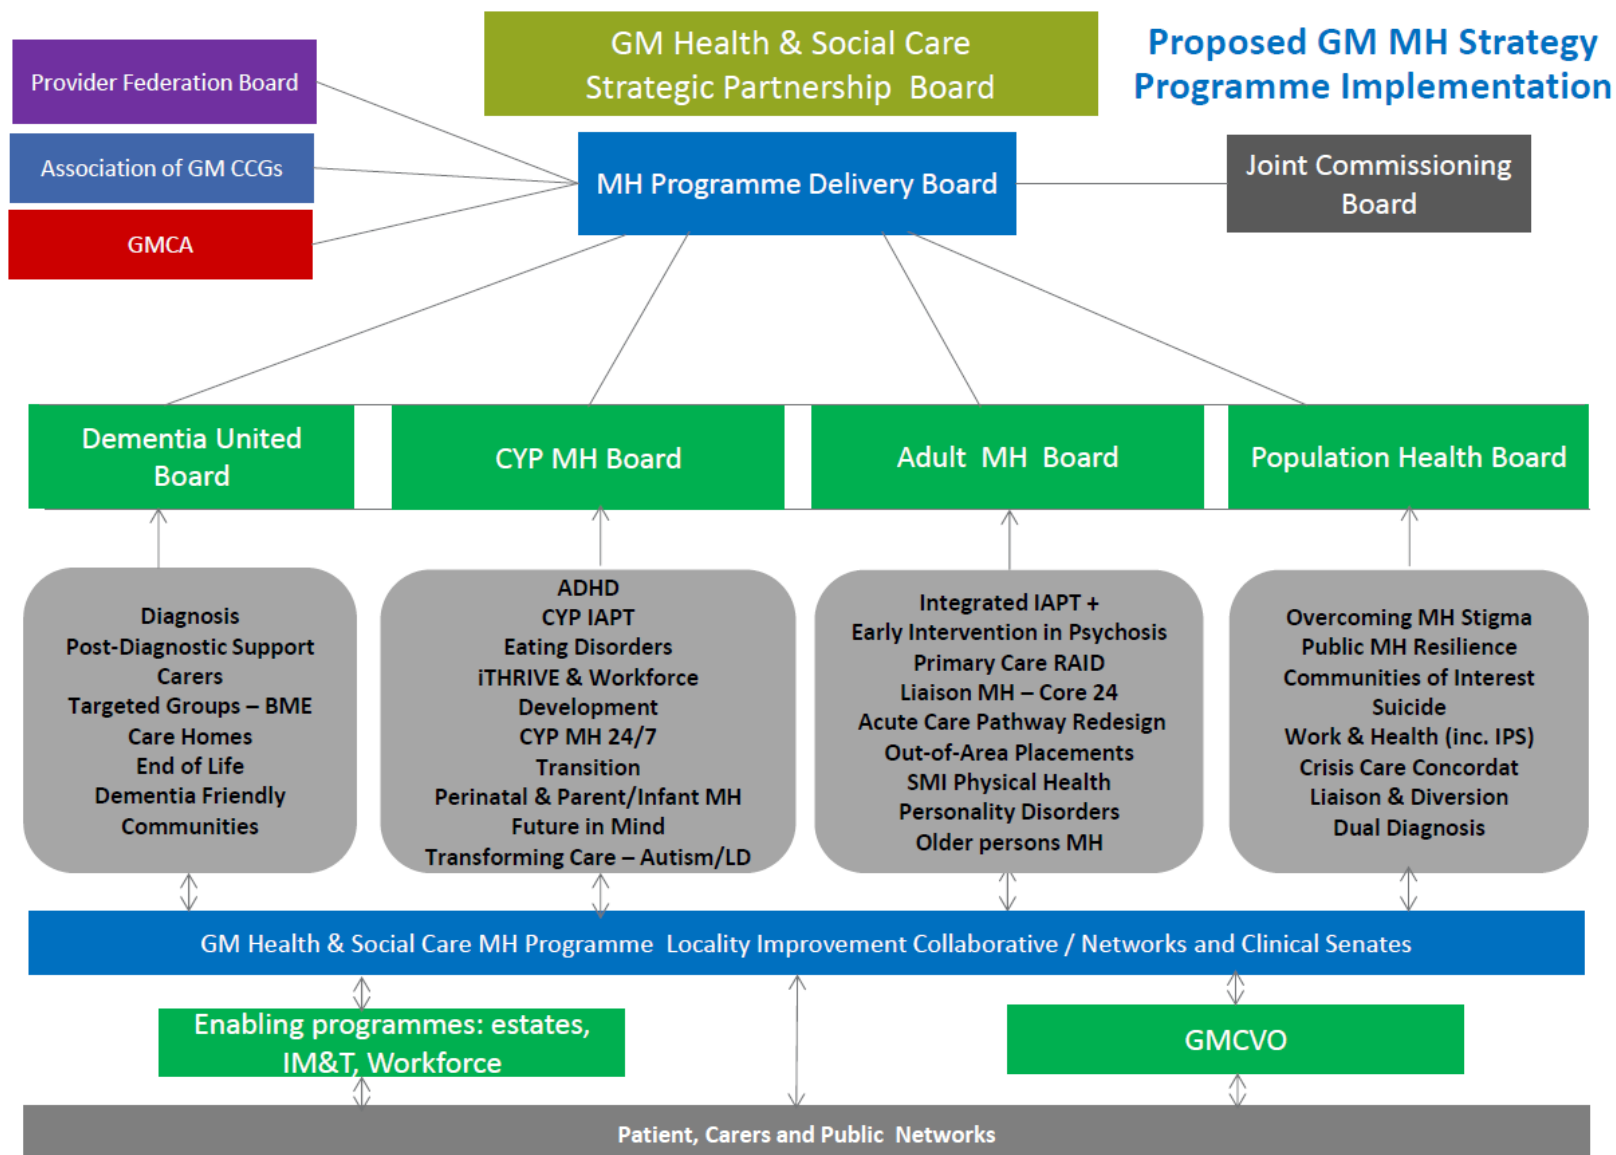 GM Health & Social Care
Strategic Partnership Board
Proposed GM MH Strategy
Programme Implementation
Provider Federation Board
Association of GM CCGs
GMCA
MH Programme Delivery Board
Joint Commissioning
Board
Dementia United
Board
CYP MH Board
Adult MH Board
Population Health Board
Diagnosis
Post-Diagnostic Support
Carers
Targeted Groups – BME
Care Homes
End of Life
Dementia Friendly
Communities
ADHD
CYP IAPT
Eating Disorders
iTHRIVE & Workforce
Development
CYP MH 24/7
Transition
Perinatal & Parent/Infant MH
Future in Mind
Transforming Care – Autism/LD
Integrated IAPT +
Early Intervention in Psychosis
Primary Care RAID
Liaison MH – Core 24
Acute Care Pathway Redesign
Out-of-Area Placements
SMI Physical Health
Personality Disorders
Older persons MH
Overcoming MH Stigma
Public MH Resilience
Communities of Interest
Suicide
Work & Health (inc. IPS)
Crisis Care Concordat
Liaison & Diversion
Dual Diagnosis
GM Health & Social Care MH Programme Locality Improvement Collaborative / Networks and Clinical Senates
Enabling programmes: estates,
IM&T, Workforce
GMCVO
Patient, Carers and Public Networks